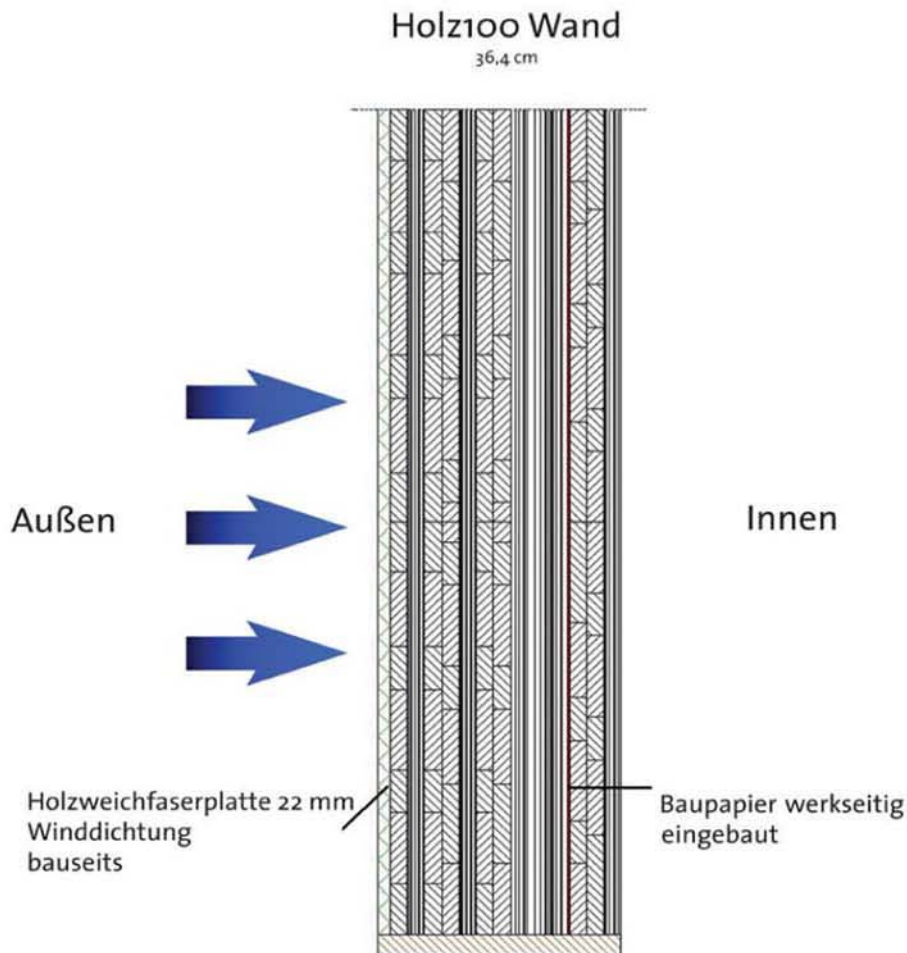 Holz100 Wand
36,4 cm
Außen
Innen
Holzweichfaserplatte 22 mm
Winddichtung
bauseits
Baupapier werkseitig
eingebaut